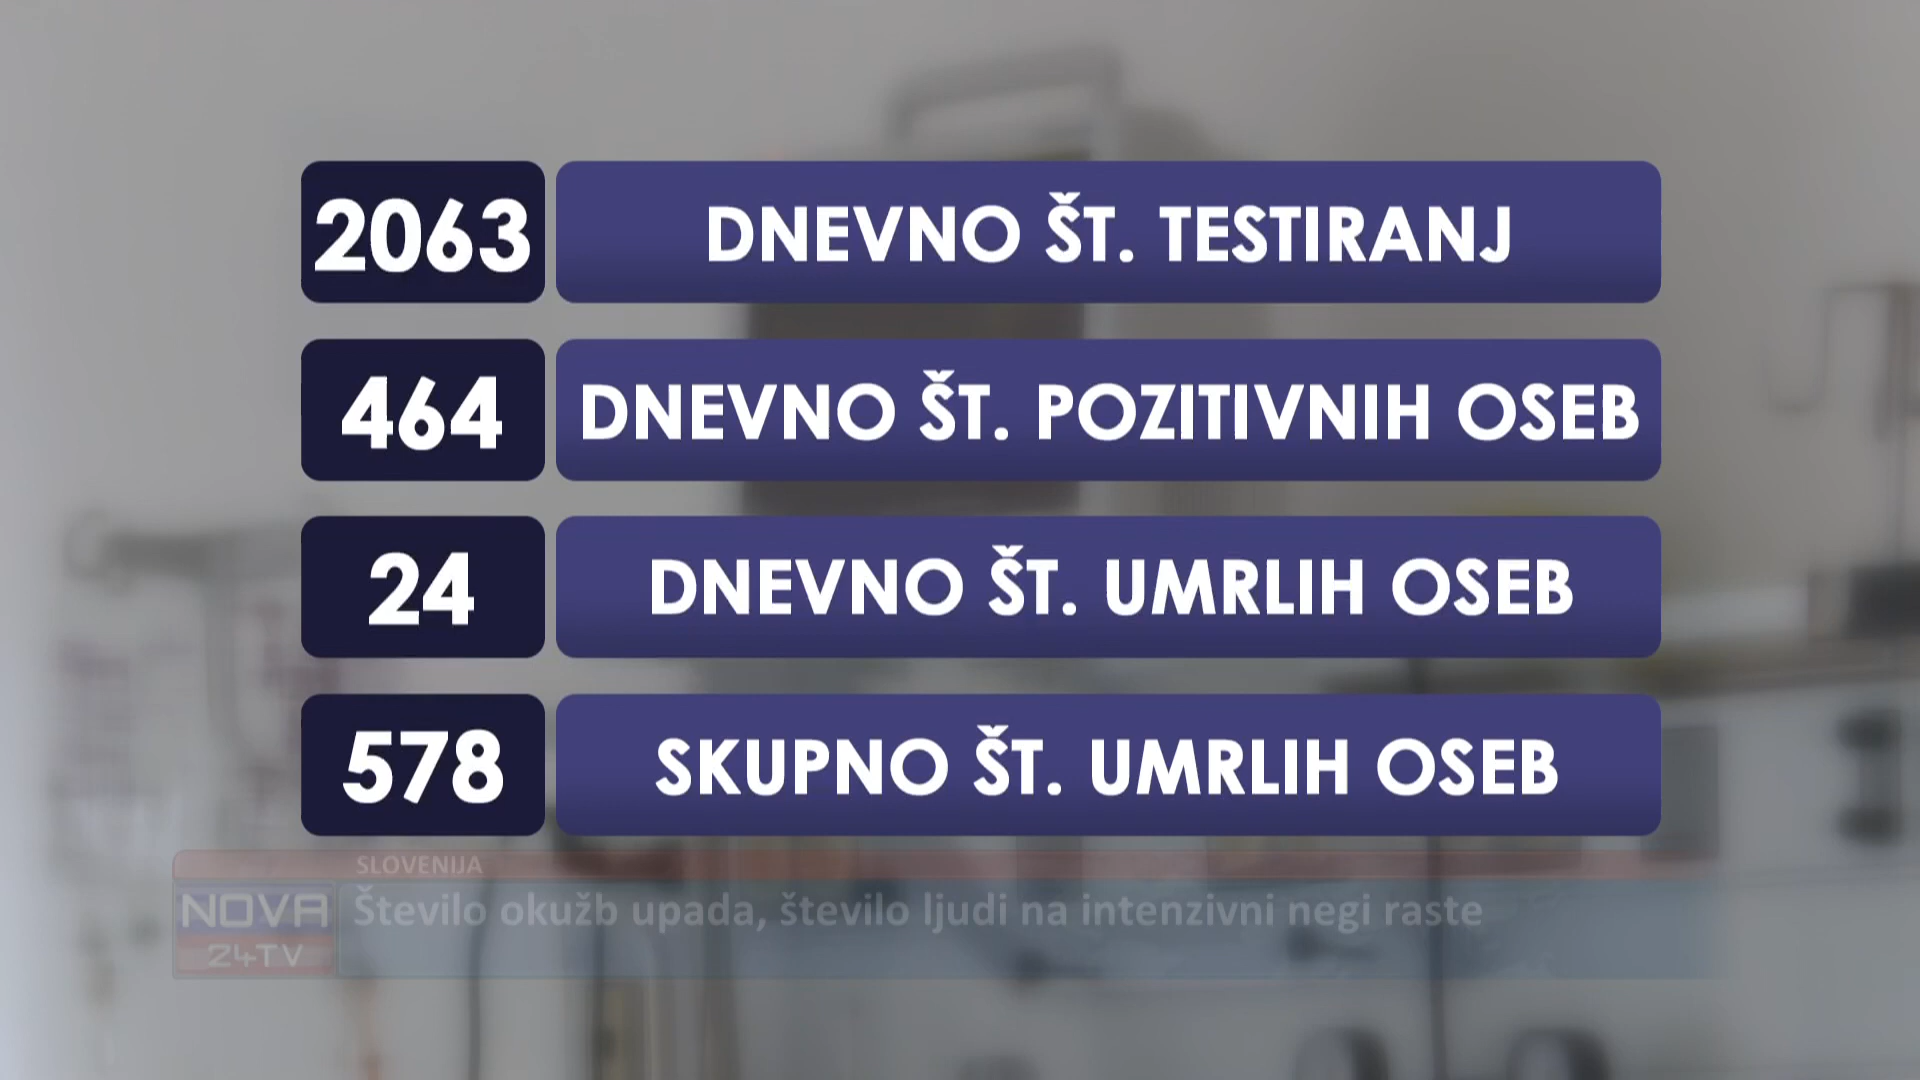 2063 DNEVNO ŠT. TESTIRANJ
464 DNEVNO ŠT. POZITIVNIH OSEB
24 DNEVNO ŠT. UMRLIH OSEB
578 SKUPNO ŠT. UMRLIH OSEB
SLOVENIJA
NOVA Število okužb upada, število ljudi na intenzivni negi raste
24TV